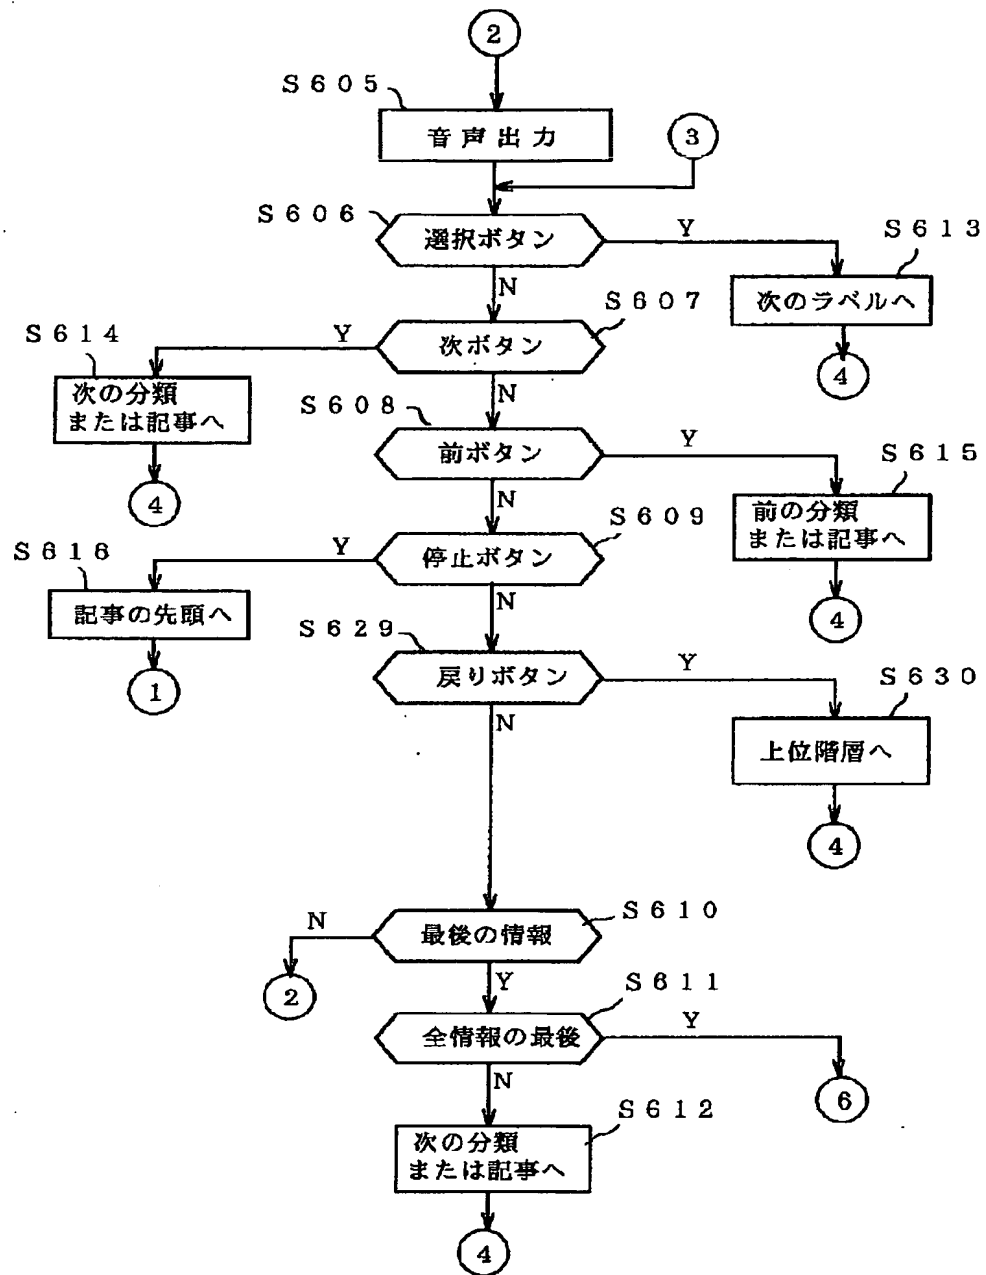 2
S605
音声出力
3
S606
選択ボタン
Y
S613
次のラベルへ
4
N
S607
次ボタン
Y
S614
次の分類
または記事へ
4
N
S608
前ボタン
Y
S615
前の分類
または記事へ
4
N
S609
停止ボタン
Y
S616
記事の先頭へ
1
N
S629
戻りボタン
Y
S630
上位階層へ
4
N
S610
最後の情報
N
2
Y
S611
全情報の最後
Y
6
N
S612
次の分類
または記事へ
4